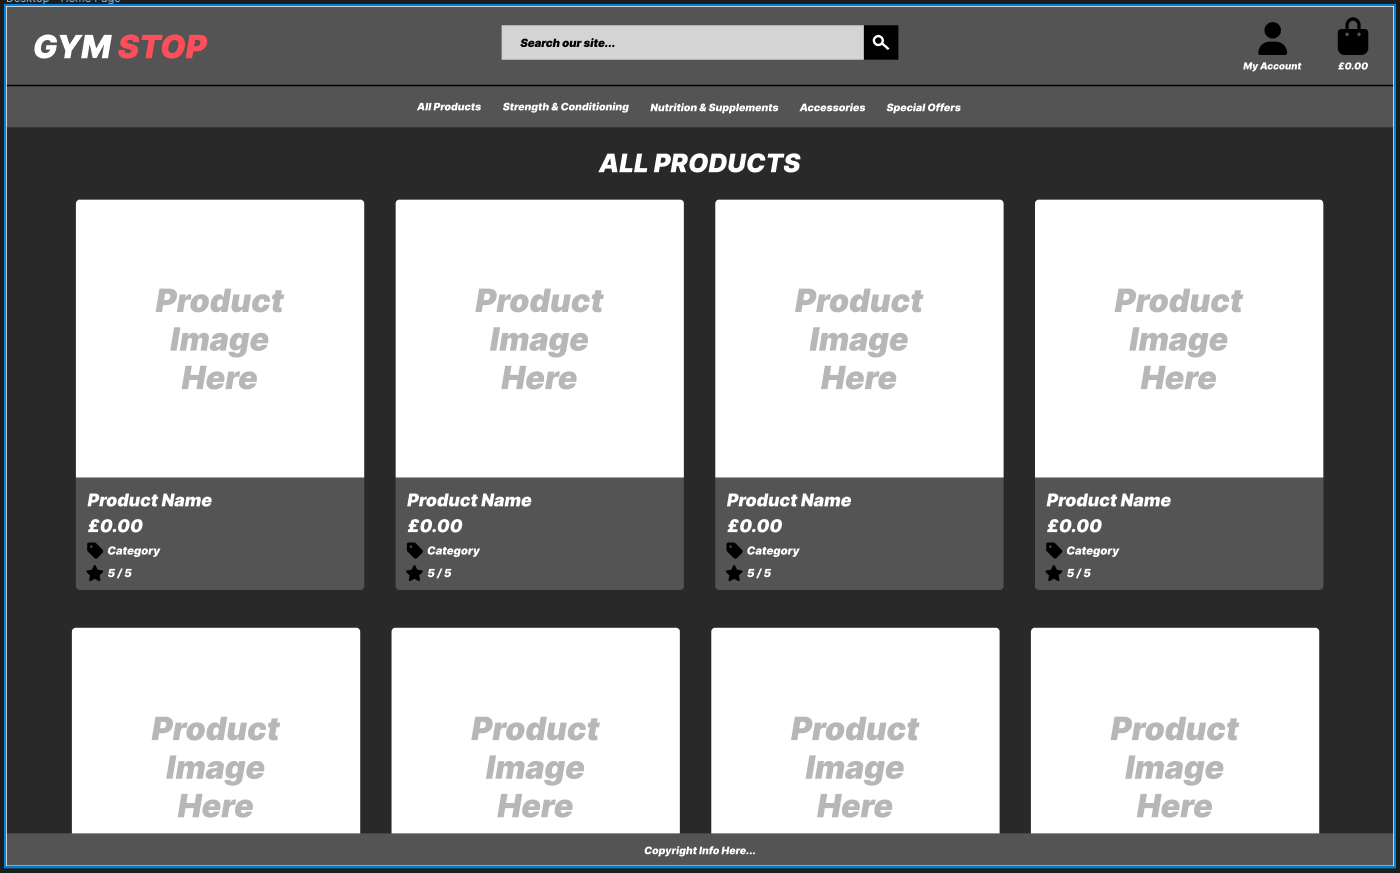 Desktop - Home Page
GYM STOP
Search our site...
My Account
£0.00
All Products
Strength & Conditioning
Nutrition & Supplements
Accessories
Special Offers
ALL PRODUCTS
Product
Image
Here
Product
Image
Here
Product
Image
Here
Product
Image
Here
Product Name
£0.00
Category
5 / 5
Product Name
£0.00
Category
5 / 5
Product Name
£0.00
Category
5 / 5
Product Name
£0.00
Category
5 / 5
Product
Image
Here
Product
Image
Here
Product
Image
Here
Product
Image
Here
Copyright Info Here...